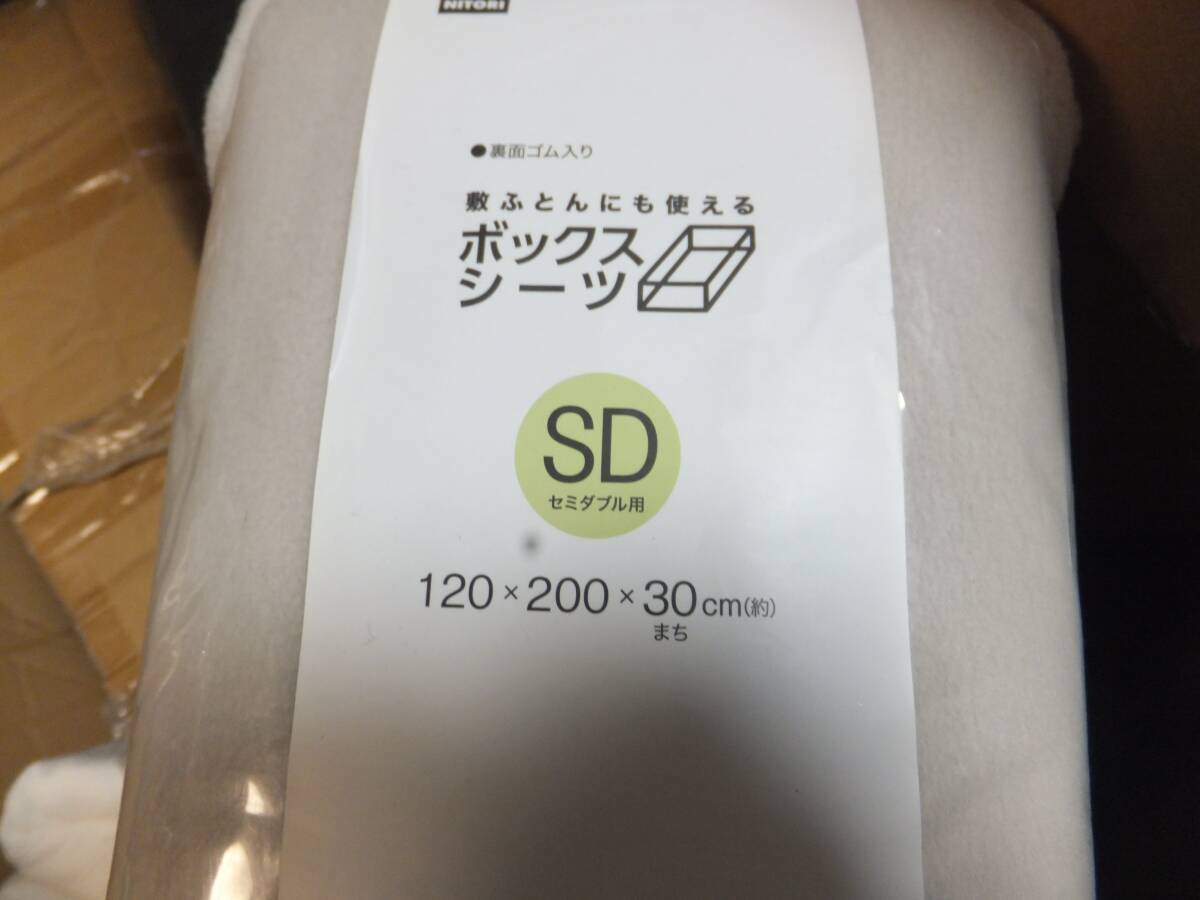 NITORI
●裏面ゴム入り
敷ふとんにも使える
ボックス
シーツ
SD
セミダブル用
120×200×30cm(約)
まち